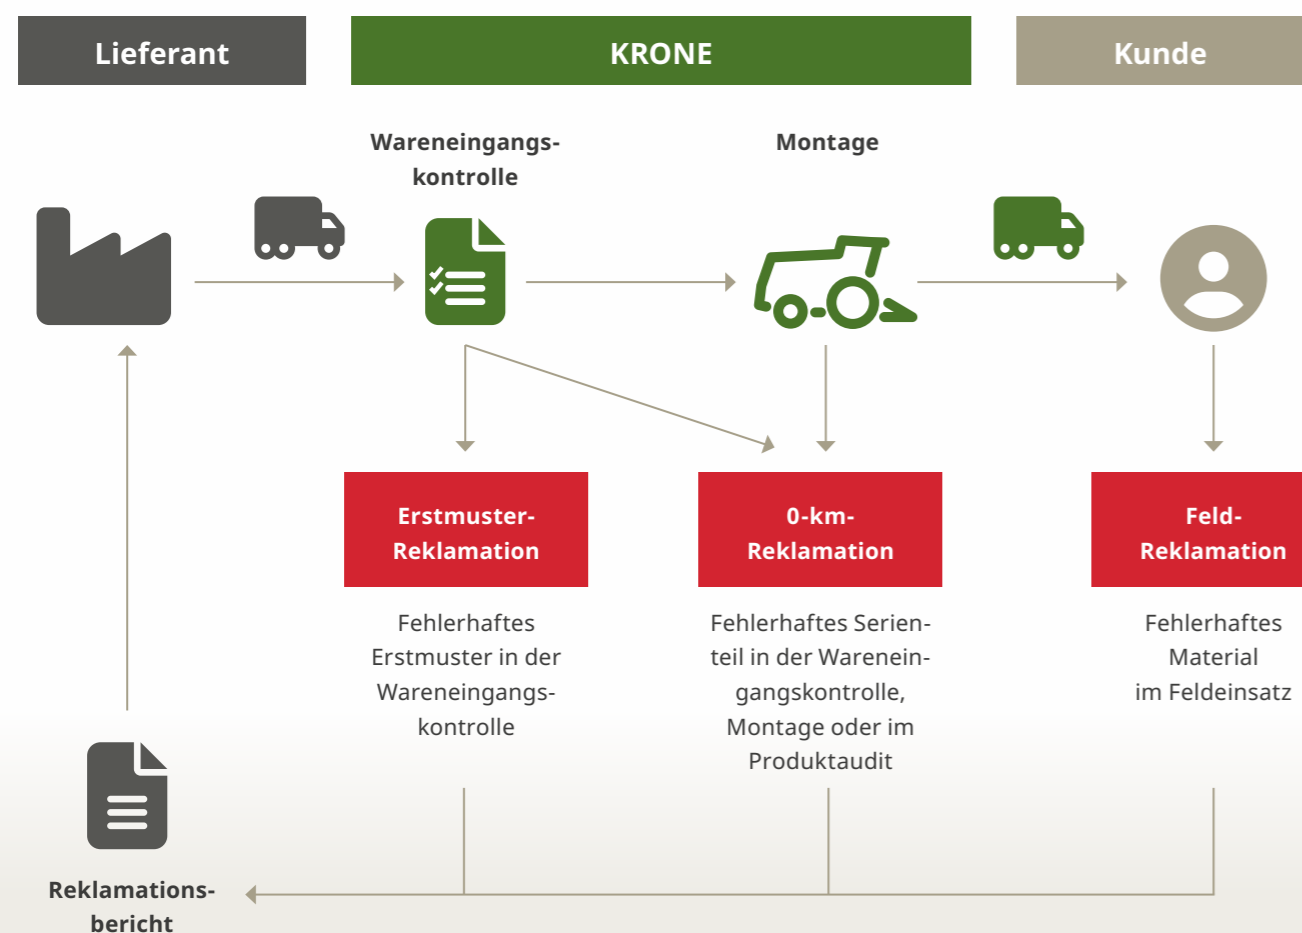 Lieferant
KRONE
Kunde
Wareneingangs-
kontrolle
Montage
Erstmuster-
Reklamation
0-km-
Reklamation
Feld-
Reklamation
Fehlerhaftes
Erstmuster in der
Wareneingangs-
kontrolle
Fehlerhaftes Serien-
teil in der Warenein-
gangskontrolle,
Montage oder im
Produktaudit
Fehlerhaftes
Material
im Feldeinsatz
Reklamations-
bericht